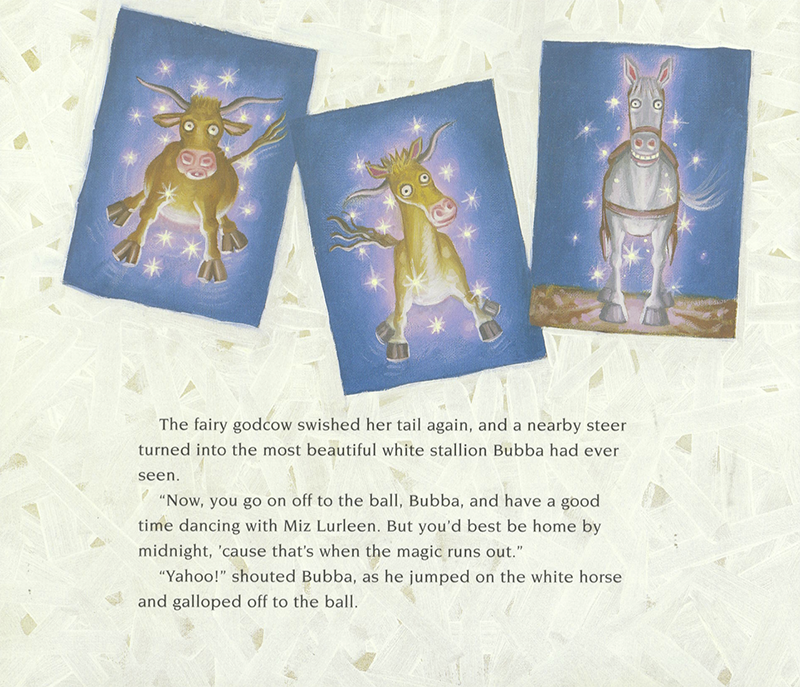 The fairy godcow swished her tail again, and a nearby steer
turned into the most beautiful white stallion Bubba had ever
seen.
“Now, you go on off to the ball, Bubba, and have a good
time dancing with Miz Lurleen. But you’d best be home by
midnight, ’cause that’s when the magic runs out.”
“Yahoo!” shouted Bubba, as he jumped on the white horse
and galloped off to the ball.